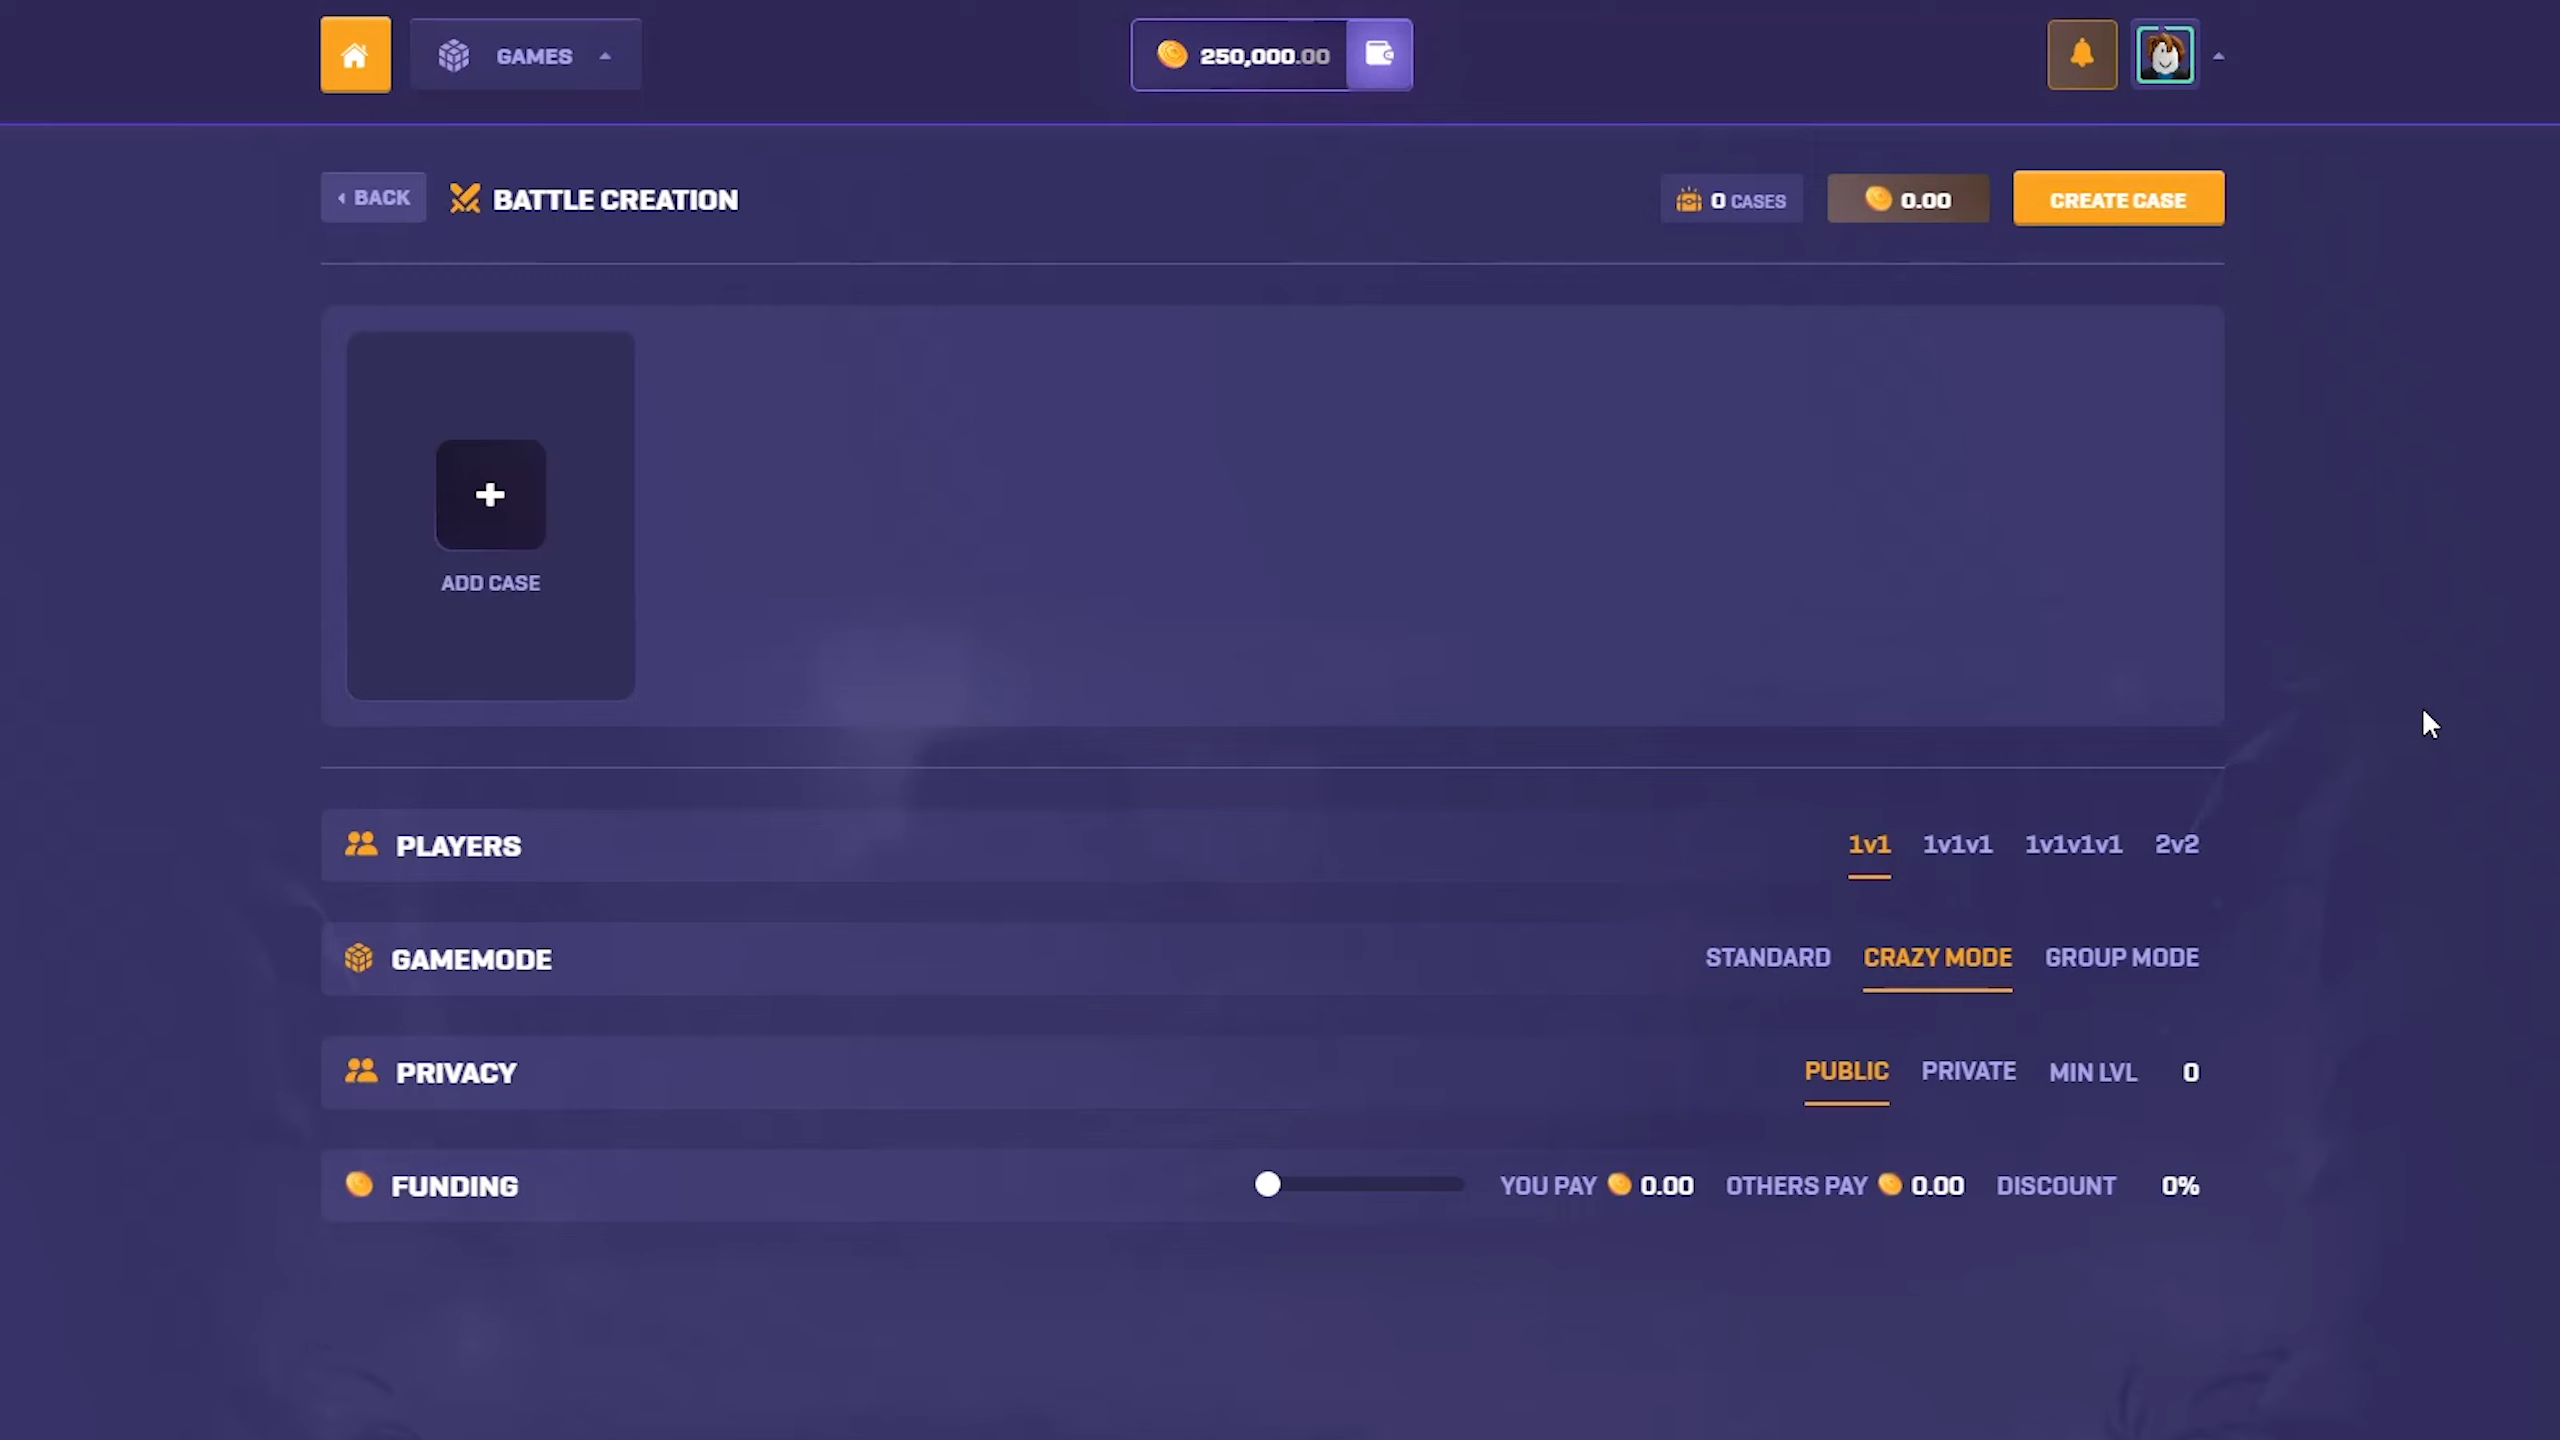 GAMES
250,000.00
BACK
BATTLE CREATION
0 CASES
0.00
CREATE CASE
ADD CASE
PLAYERS
1v1 1v1v1 1v1v1v1 2v2
GAMEMODE
STANDARD CRAZY MODE GROUP MODE
PRIVACY
PUBLIC PRIVATE MIN LVL 0
FUNDING
YOU PAY 0.00 OTHERS PAY 0.00 DISCOUNT 0%